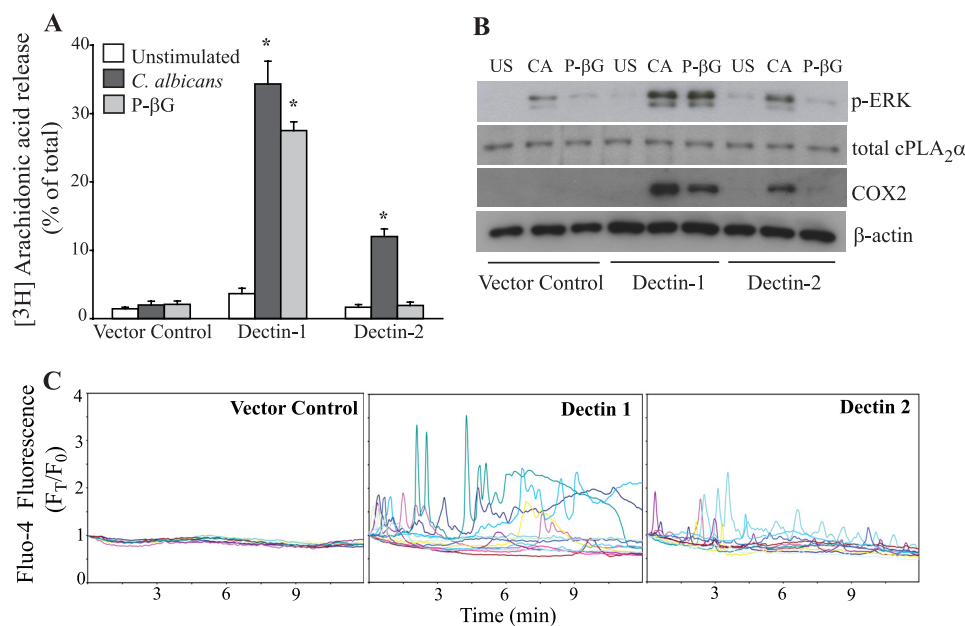 A
[3H] Arachidonic acid release
(% of total)
40
30
20
10
0
Unstimulated
C. albicans
P-βG
*
*
*
Vector Control
Dectin-1
Dectin-2
B
US CA P-βG US CA P-βG US CA P-βG
p-ERK
total cPLA2α
COX2
β-actin
Vector Control
Dectin-1
Dectin-2
C
Fluo-4 Fluorescence
(FT/F0)
4
3
2
1
0
Vector Control
Dectin 1
Dectin 2
3 6 9 3 6 9 3 6 9
Time (min)